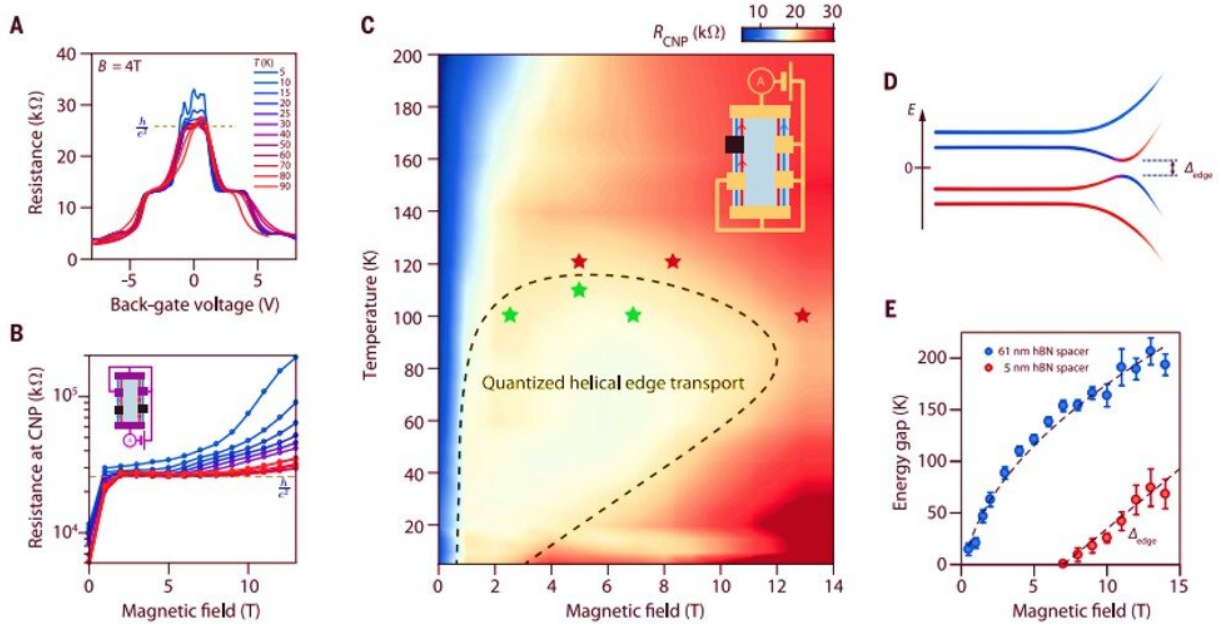 A
B = 4T
T (K)
5
10
15
20
25
30
40
50
60
70
80
90
h/e²
40
30
20
10
0
Resistance (kΩ)
-5
0
5
Back-gate voltage (V)
B
10⁵
10⁴
Resistance at CNP (kΩ)
A
h/e²
0
5
10
Magnetic field (T)
C
R_CNP (kΩ)
10
20
30
A
200
180
160
140
120
100
80
60
40
20
Temperature (K)
Quantized helical edge transport
0
2
4
6
8
10
12
14
Magnetic field (T)
D
E
0
Δ_edge
E
61 nm hBN spacer
5 nm hBN spacer
200
150
100
50
0
Energy gap (K)
Δ_edge
0
5
10
15
Magnetic field (T)